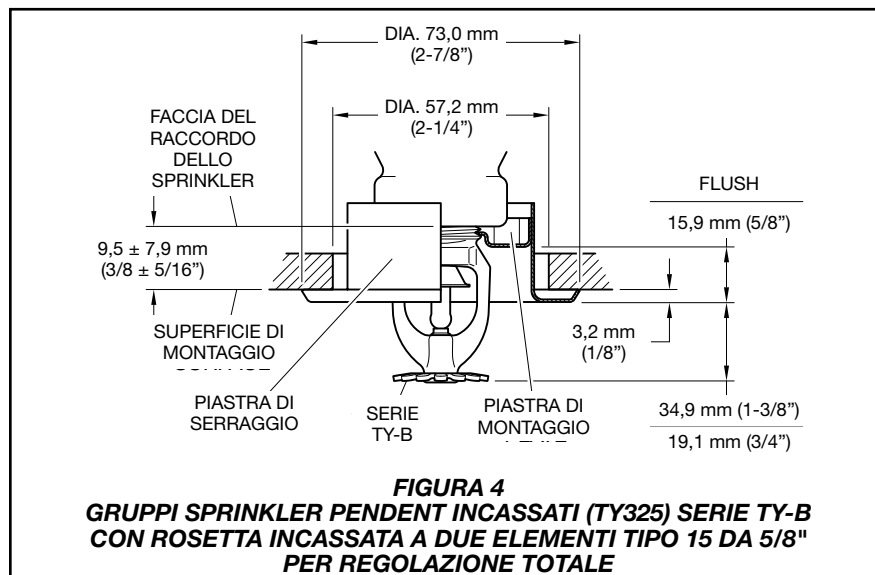 DIA. 73,0 mm
(2-7/8”)
DIA. 57,2 mm
(2-1/4”)
FACCIA DEL
RACCORDO
DELLO
SPRINKLER
FLUSH
15,9 mm (5/8”)
9,5 ± 7,9 mm
(3/8 ± 5/16”)
SUPERFICIE DI
MONTAGGIO
3,2 mm
(1/8”)
PIASTRA DI
SERRAGGIO
SERIE
TY-B
PIASTRA DI
MONTAGGIO
34,9 mm (1-3/8”)
19,1 mm (3/4”)
FIGURA 4
GRUPPI SPRINKLER PENDENT INCASSATI (TY325) SERIE TY-B
CON ROSETTA INCASSATA A DUE ELEMENTI TIPO 15 DA 5/8"
PER REGOLAZIONE TOTALE